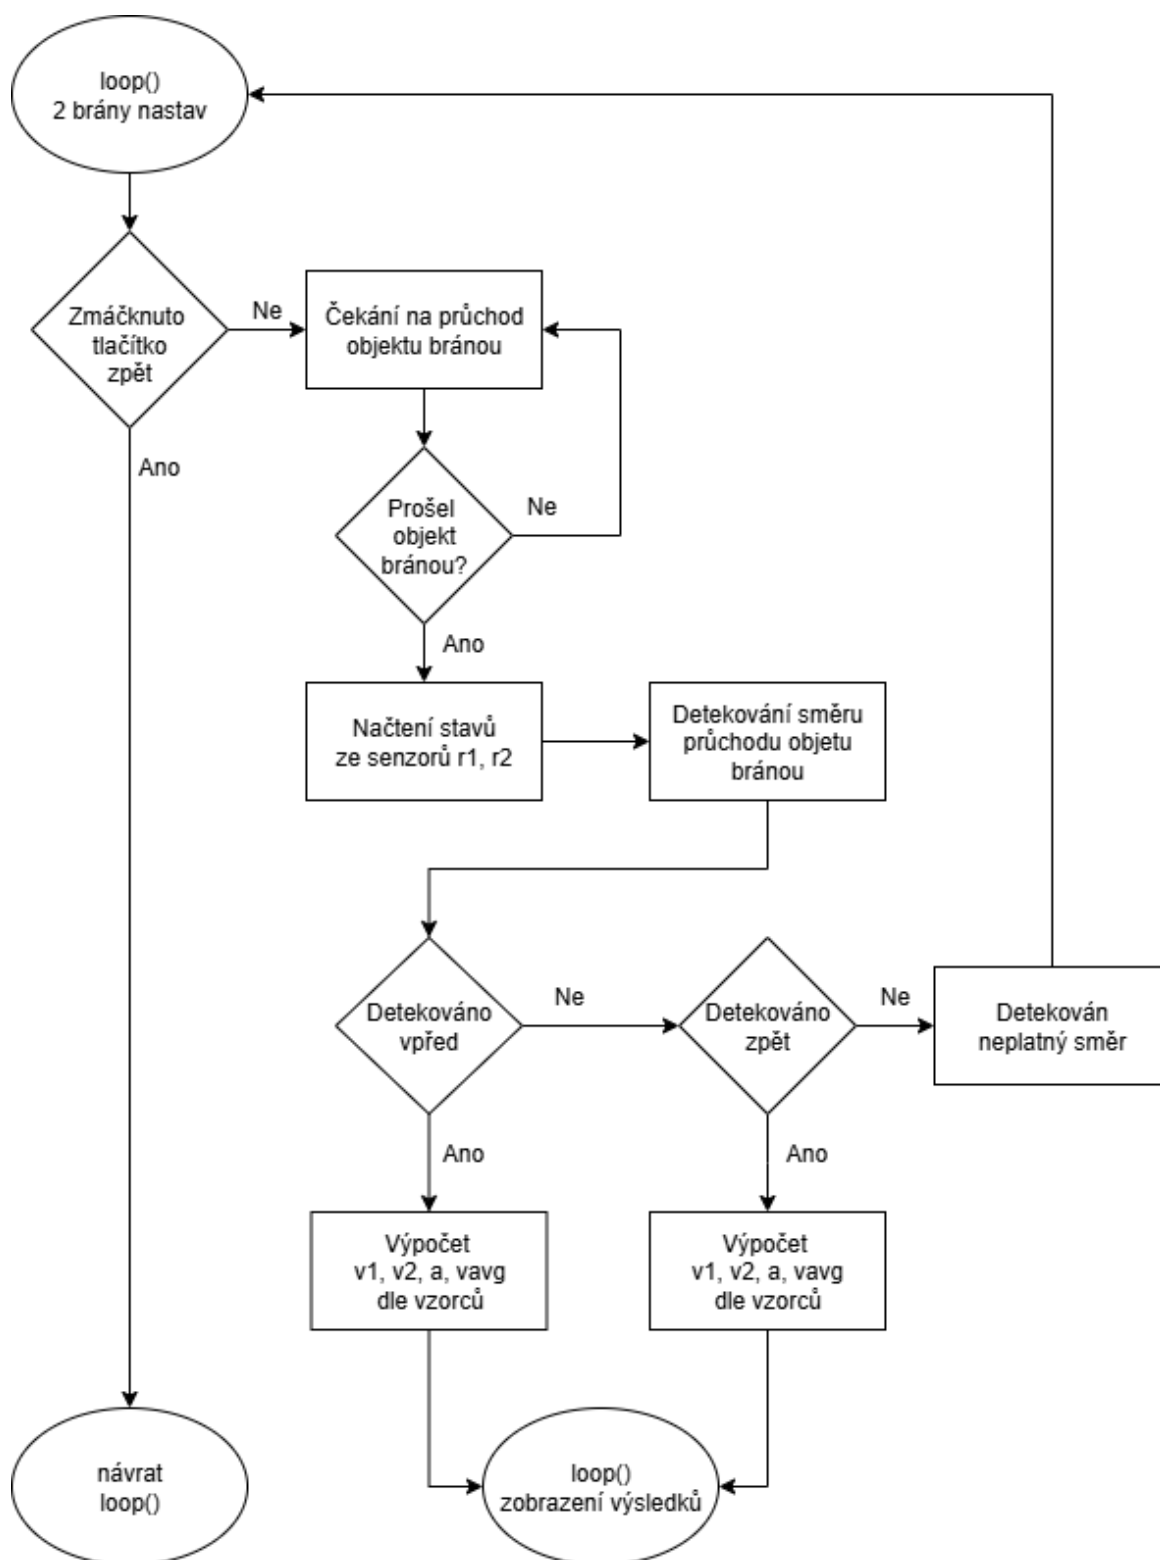 loop()
2 brány nastav
Zmáčknuto
tlačítko
zpět
Ne
Čekání na průchod
objektu bránou
Ano
Prošel
objekt
bránou?
Ne
Ano
Načtení stavů
ze senzorů r1, r2
Detekování směru
průchodu objetu
bránou
Detekováno
vpřed
Ne
Detekováno
zpět
Ne
Detekován
neplatný směr
Ano
Ano
Výpočet
v1, v2, a, vavg
dle vzorců
Výpočet
v1, v2, a, vavg
dle vzorců
návrat
loop()
loop()
zobrazení výsledků